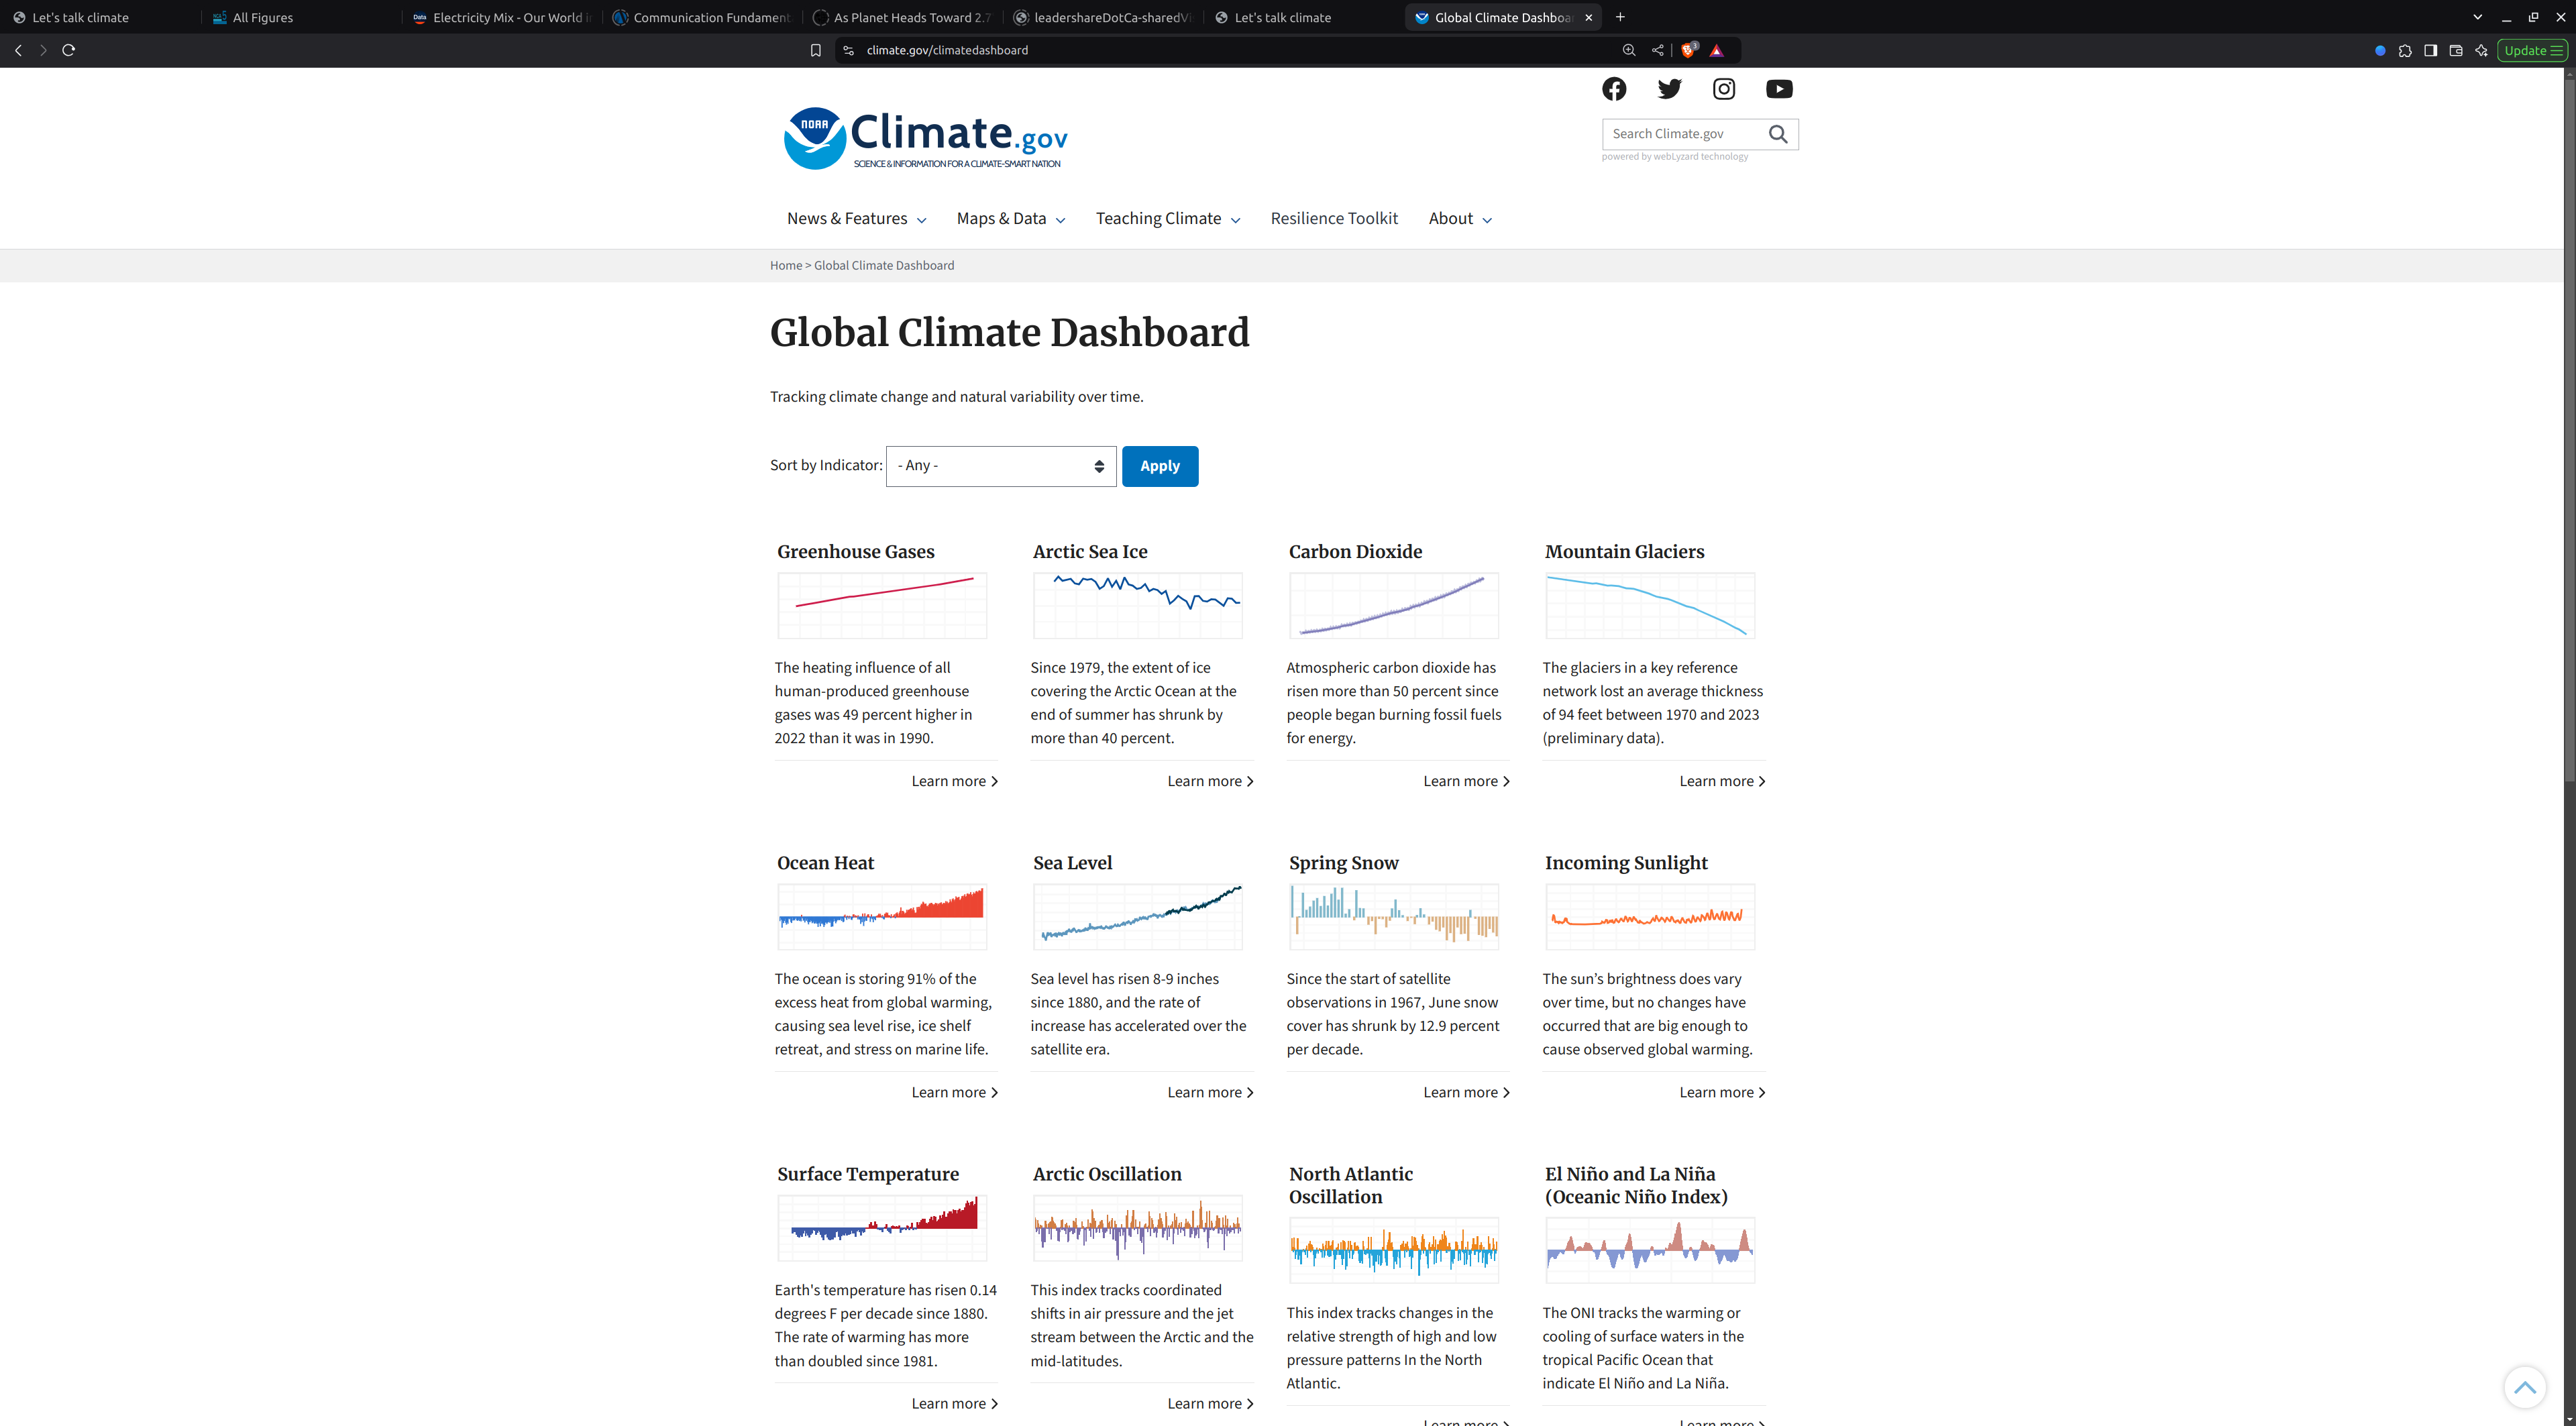 Let's talk climate
All Figures
Electricity Mix - Our World i
Communication Fundament
As Planet Heads Toward 2.7
leadershareDotCa-sharedVi
Let's talk climate
Global Climate Dashboa
climate.gov/climatedashboard
3
Update
NOAA
Climate.gov
SCIENCE & INFORMATION FOR A CLIMATE-SMART NATION
Search Climate.gov
powered by webLyzard technology
News & Features
Maps & Data
Teaching Climate
Resilience Toolkit
About
Home > Global Climate Dashboard
Global Climate Dashboard
Tracking climate change and natural variability over time.
Sort by Indicator:
- Any -
Apply
Greenhouse Gases
The heating influence of all
human-produced greenhouse
gases was 49 percent higher in
2022 than it was in 1990.
Learn more
Arctic Sea Ice
Since 1979, the extent of ice
covering the Arctic Ocean at the
end of summer has shrunk by
more than 40 percent.
Learn more
Carbon Dioxide
Atmospheric carbon dioxide has
risen more than 50 percent since
people began burning fossil fuels
for energy.
Learn more
Mountain Glaciers
The glaciers in a key reference
network lost an average thickness
of 94 feet between 1970 and 2023
(preliminary data).
Learn more
Ocean Heat
The ocean is storing 91% of the
excess heat from global warming,
causing sea level rise, ice shelf
retreat, and stress on marine life.
Learn more
Sea Level
Sea level has risen 8-9 inches
since 1880, and the rate of
increase has accelerated over the
satellite era.
Learn more
Spring Snow
Since the start of satellite
observations in 1967, June snow
cover has shrunk by 12.9 percent
per decade.
Learn more
Incoming Sunlight
The sun’s brightness does vary
over time, but no changes have
occurred that are big enough to
cause observed global warming.
Learn more
Surface Temperature
Earth's temperature has risen 0.14
degrees F per decade since 1880.
The rate of warming has more
than doubled since 1981.
Learn more
Arctic Oscillation
This index tracks coordinated
shifts in air pressure and the jet
stream between the Arctic and the
mid-latitudes.
Learn more
North Atlantic
Oscillation
This index tracks changes in the
relative strength of high and low
pressure patterns In the North
Atlantic.
Learn more
El Niño and La Niña
(Oceanic Niño Index)
The ONI tracks the warming or
cooling of surface waters in the
tropical Pacific Ocean that
indicate El Niño and La Niña.
Learn more